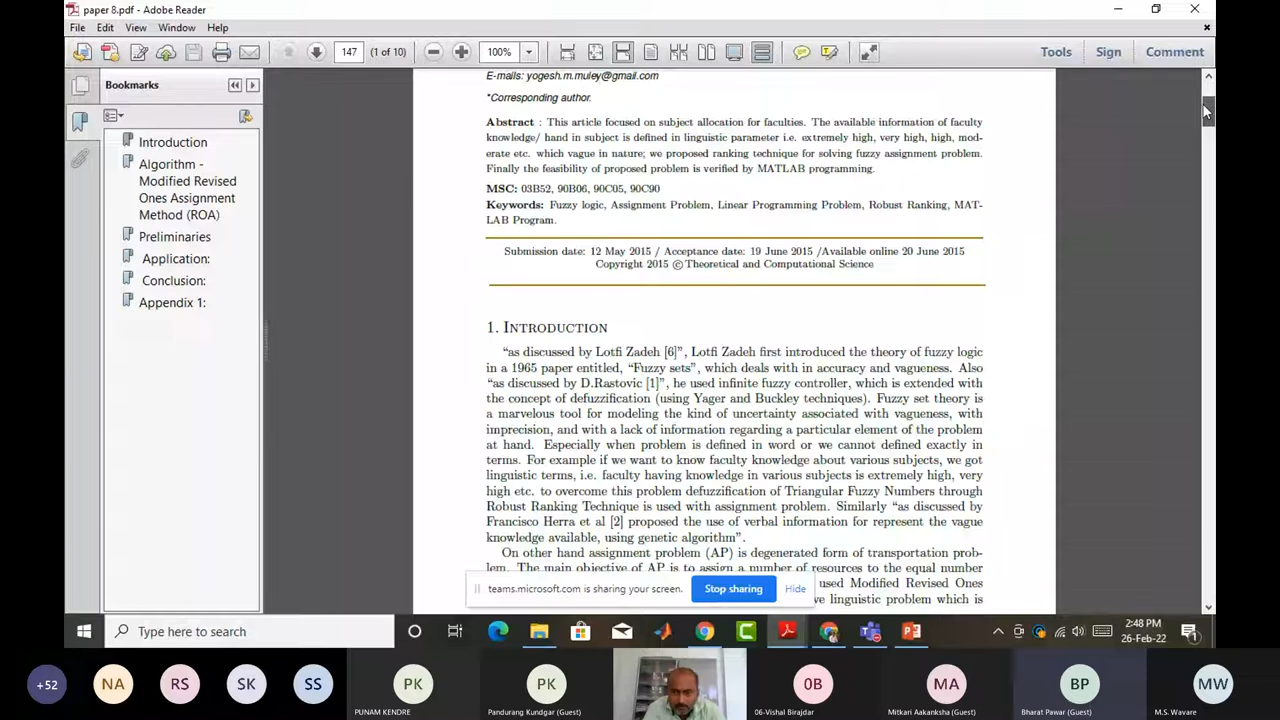 paper 8.pdf - Adobe Reader
File Edit View Window Help
147 (1 of 10) 100% Tools Sign Comment
Bookmarks
Introduction
Algorithm -
Modified Revised
Ones Assignment
Method (ROA)
Preliminaries
Application:
Conclusion:
Appendix 1:
E-mails: yogesh.m.muley@gmail.com
*Corresponding author.
Abstract : This article focused on subject allocation for faculties. The available information of faculty
knowledge/ hand in subject is defined in linguistic parameter i.e. extremely high, very high, high, mod-
erate etc. which vague in nature; we proposed ranking technique for solving fuzzy assignment problem.
Finally the feasibility of proposed problem is verified by MATLAB programming.
MSC: 03B52, 90B06, 90C05, 90C90
Keywords: Fuzzy logic, Assignment Problem, Linear Programming Problem, Robust Ranking, MAT-
LAB Program.
Submission date: 12 May 2015 / Acceptance date: 19 June 2015 /Available online 20 June 2015
Copyright 2015 © Theoretical and Computational Science
1. INTRODUCTION
“as discussed by Lotfi Zadeh [6]”, Lotfi Zadeh first introduced the theory of fuzzy logic
in a 1965 paper entitled, “Fuzzy sets”, which deals with in accuracy and vagueness. Also
“as discussed by D.Rastovic [1]”, he used infinite fuzzy controller, which is extended with
the concept of defuzzification (using Yager and Buckley techniques). Fuzzy set theory is
a marvelous tool for modeling the kind of uncertainty associated with vagueness, with
imprecision, and with a lack of information regarding a particular element of the problem
at hand. Especially when problem is defined in word or we cannot defined exactly in
terms. For example if we want to know faculty knowledge about various subjects, we got
linguistic terms, i.e. faculty having knowledge in various subjects is extremely high, very
high etc. to overcome this problem defuzzification of Triangular Fuzzy Numbers through
Robust Ranking Technique is used with assignment problem. Similarly “as discussed by
Francisco Herra et al [2] proposed the use of verbal information for represent the vague
knowledge available, using genetic algorithm”.
On other hand assignment problem (AP) is degenerated form of transportation prob-
lem. The main objective of AP is to assign a number of resources to the equal number
used Modified Revised Ones
ve linguistic problem which is
teams.microsoft.com is sharing your screen. Stop sharing Hide
Type here to search
2:48 PM
26-Feb-22
1
+52 NA RS SK SS PK PK 0B MA BP MW
PUNAM KENDRE Pandurang Kundgar (Guest) 06-Vishal Birajdar Mitkari Aakanksha (Guest) Bharat Pawar (Guest) M.S. Wavare